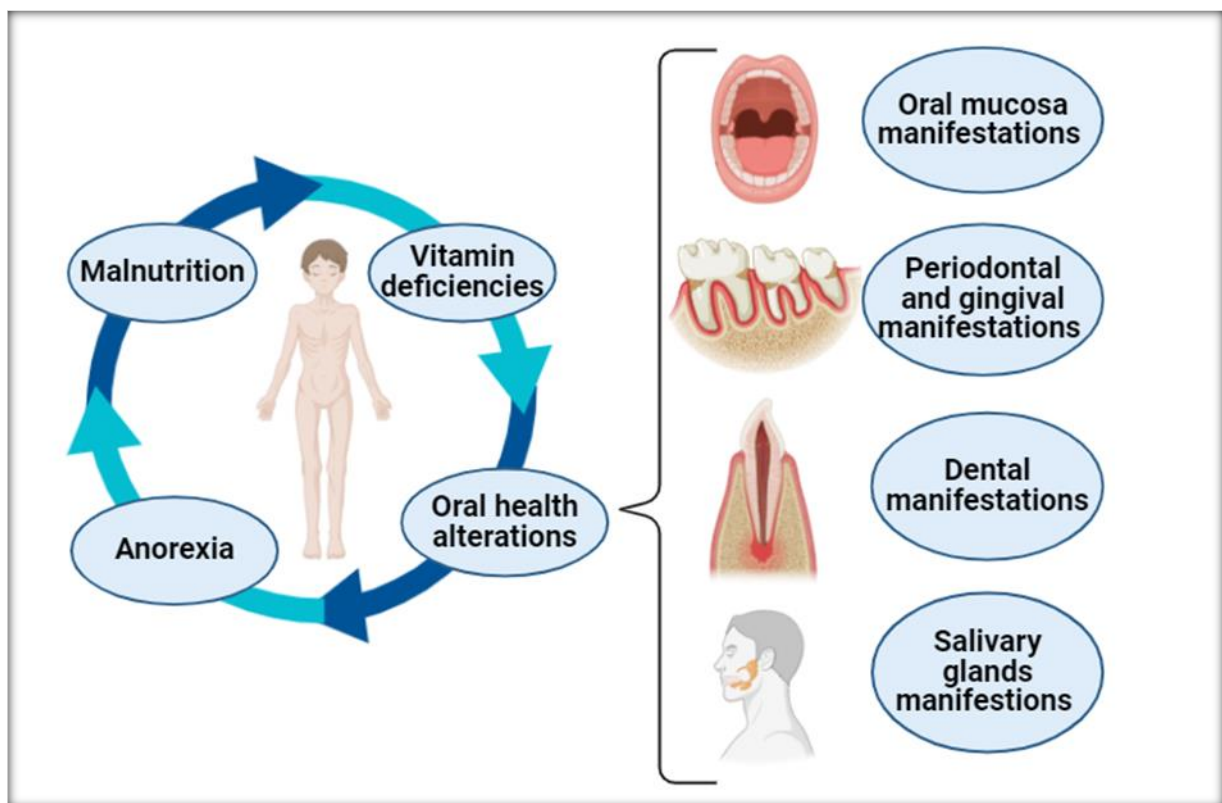 Malnutrition
Vitamin
deficiencies
Oral health
alterations
Anorexia
Oral mucosa
manifestations
Periodontal
and gingival
manifestations
Dental
manifestations
Salivary
glands
manifestions